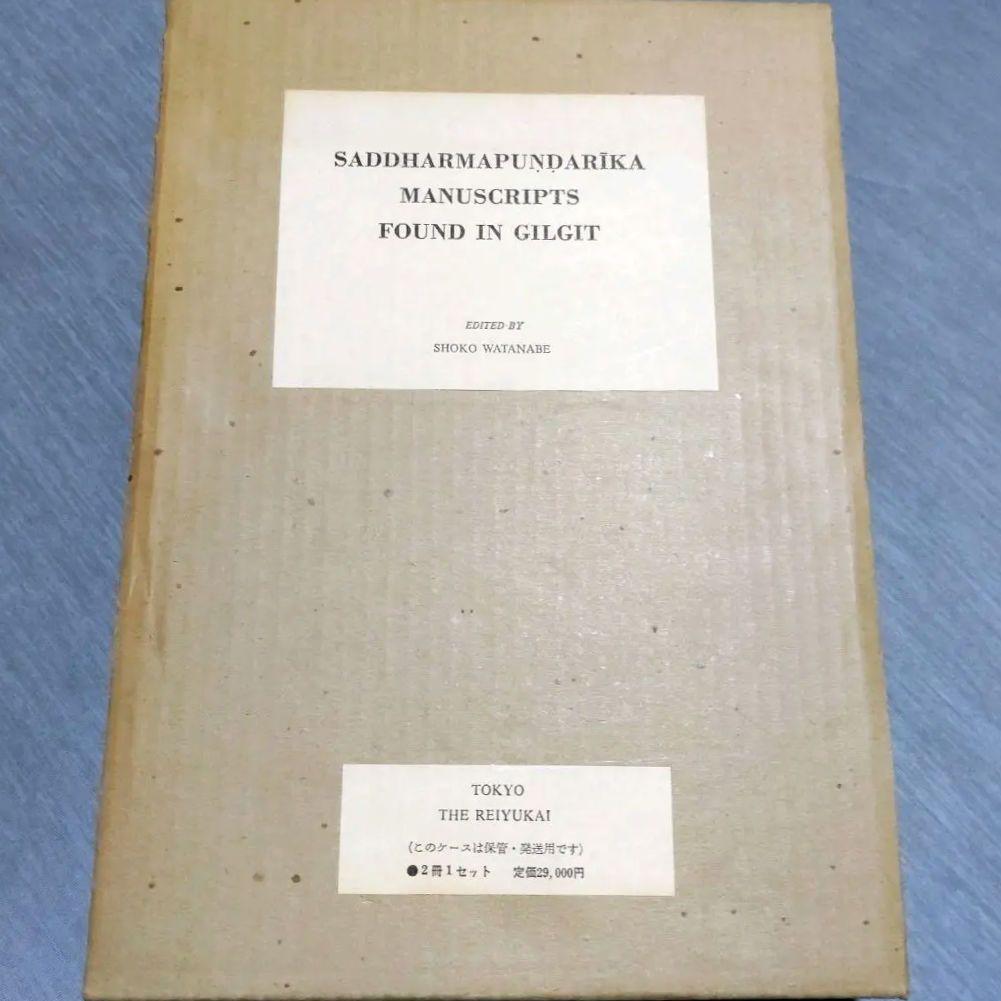 SADDHARMAPUṆḌARĪKA
MANUSCRIPTS
FOUND IN GILGIT
EDITED BY
SHOKO WATANABE
TOKYO
THE REIYUKAI
(このケースは保管・発送用です)
●2冊1セット 定価29,000円